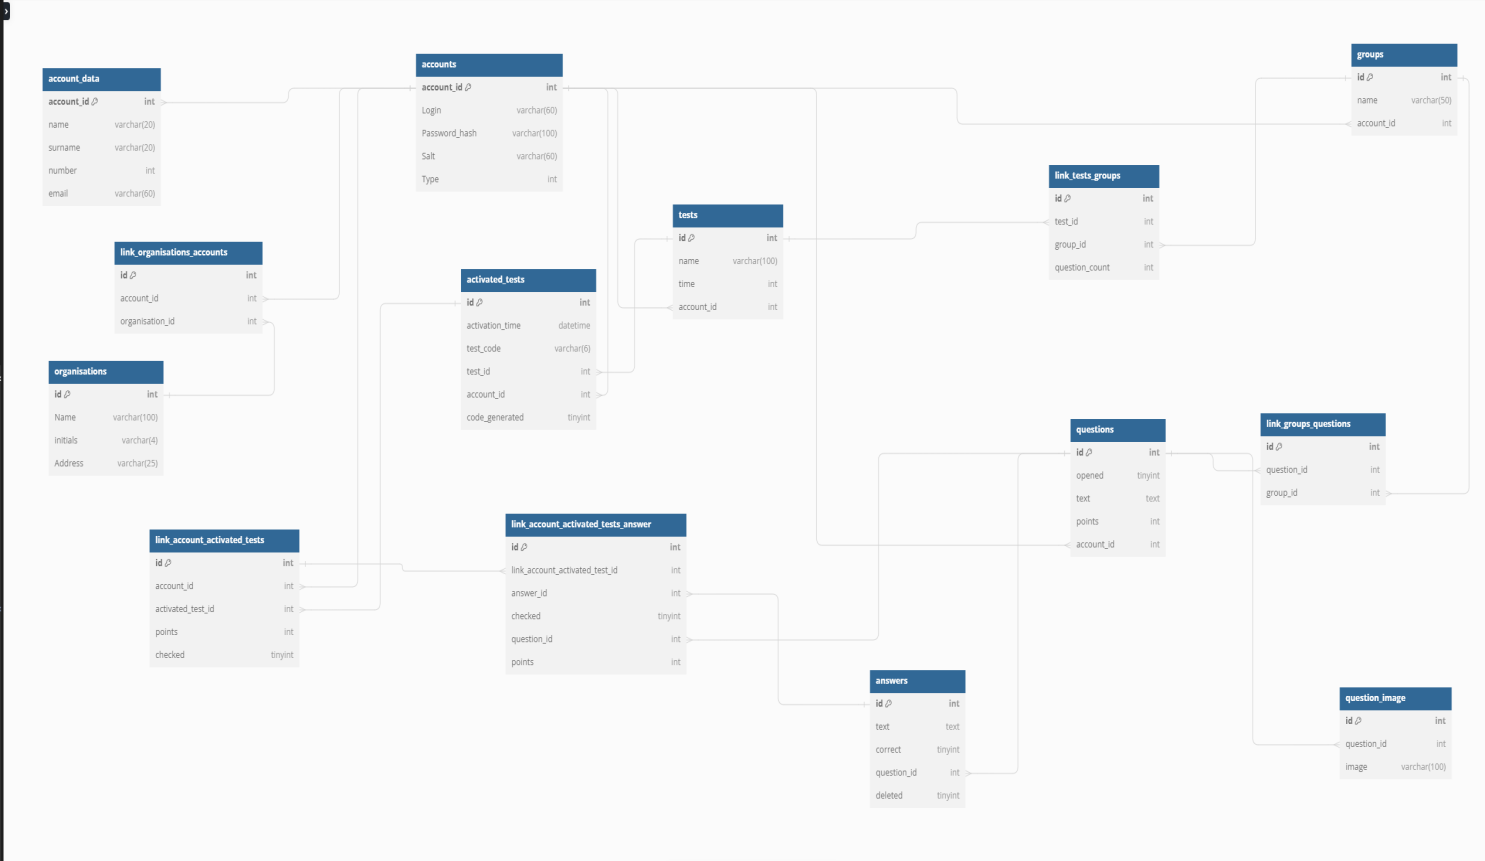 account_data
account_id int
name varchar(20)
surname varchar(20)
number int
email varchar(60)
accounts
account_id int
Login varchar(60)
Password_hash varchar(100)
Salt varchar(60)
Type int
groups
id int
name varchar(50)
account_id int
link_tests_groups
id int
test_id int
group_id int
question_count int
tests
id int
name varchar(100)
time int
account_id int
link_organisations_accounts
id int
account_id int
organisation_id int
activated_tests
id int
activation_time datetime
test_code varchar(6)
test_id int
account_id int
code_generated tinyint
organisations
id int
Name varchar(100)
initials varchar(4)
Address varchar(25)
questions
id int
opened tinyint
text text
points int
account_id int
link_groups_questions
id int
question_id int
group_id int
link_account_activated_tests
id int
account_id int
activated_test_id int
points int
checked tinyint
link_account_activated_tests_answer
id int
link_account_activated_test_id int
answer_id int
checked tinyint
question_id int
points int
answers
id int
text text
correct tinyint
question_id int
deleted tinyint
question_image
id int
question_id int
image varchar(100)